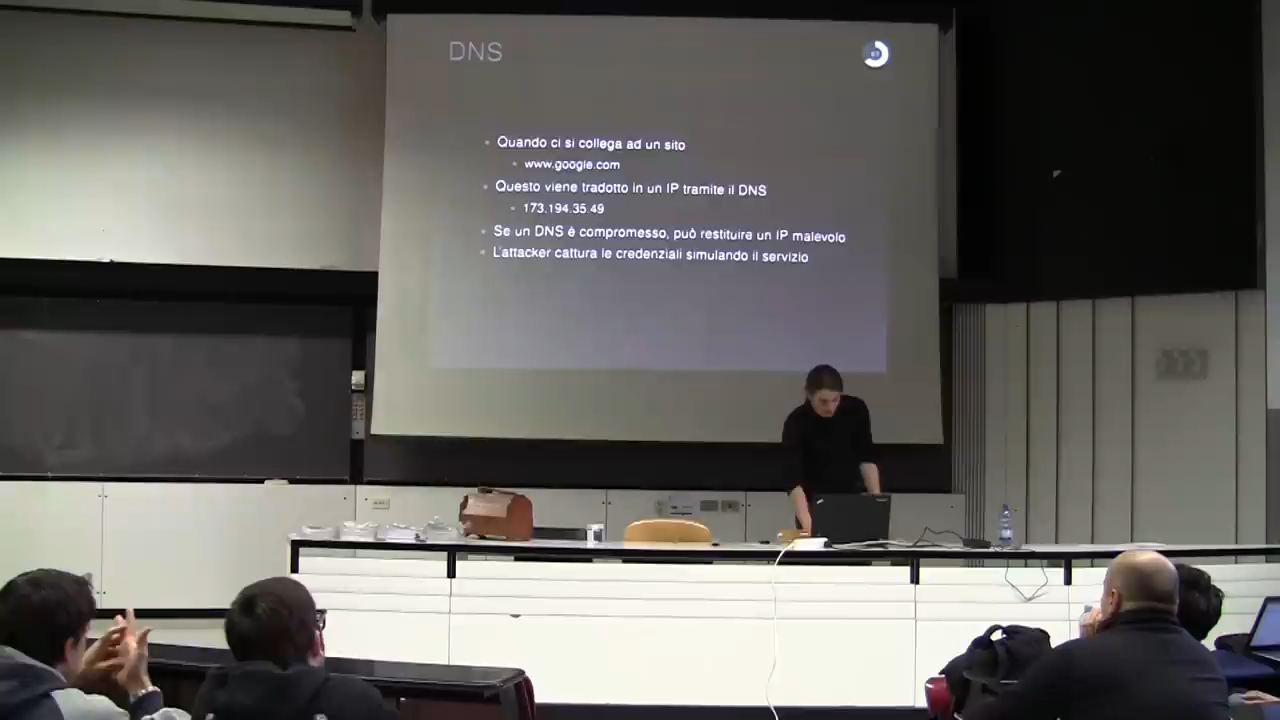 DNS
Quando ci si collega ad un sito
www.google.com
Questo viene tradotto in un IP tramite il DNS
173.194.35.49
Se un DNS è compromesso, può restituire un IP malevolo
L'attacker cattura le credenziali simulando il servizio